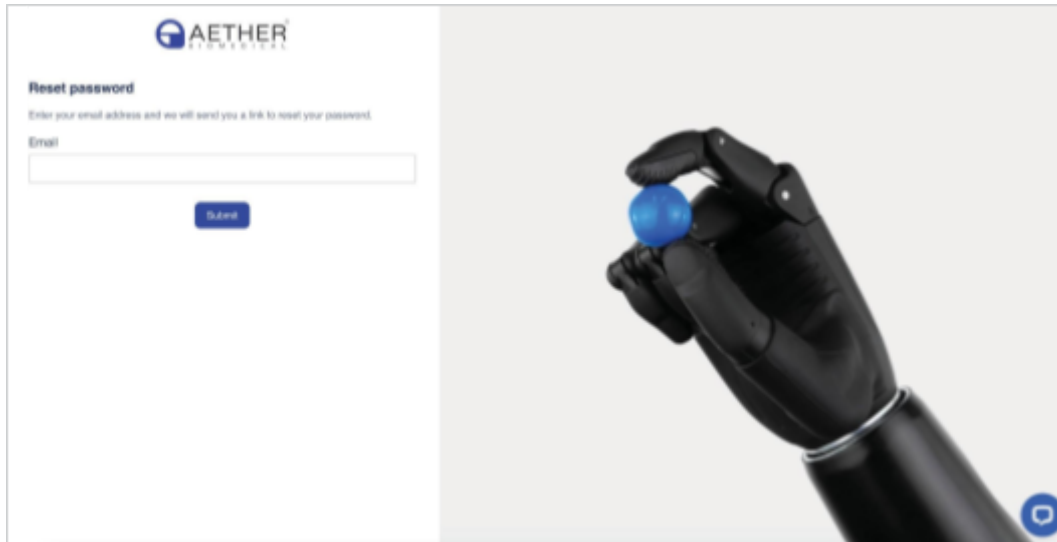 AETHER
BIOMEDICAL
Reset password
Enter your email address and we will send you a link to reset your password.
Email
Submit